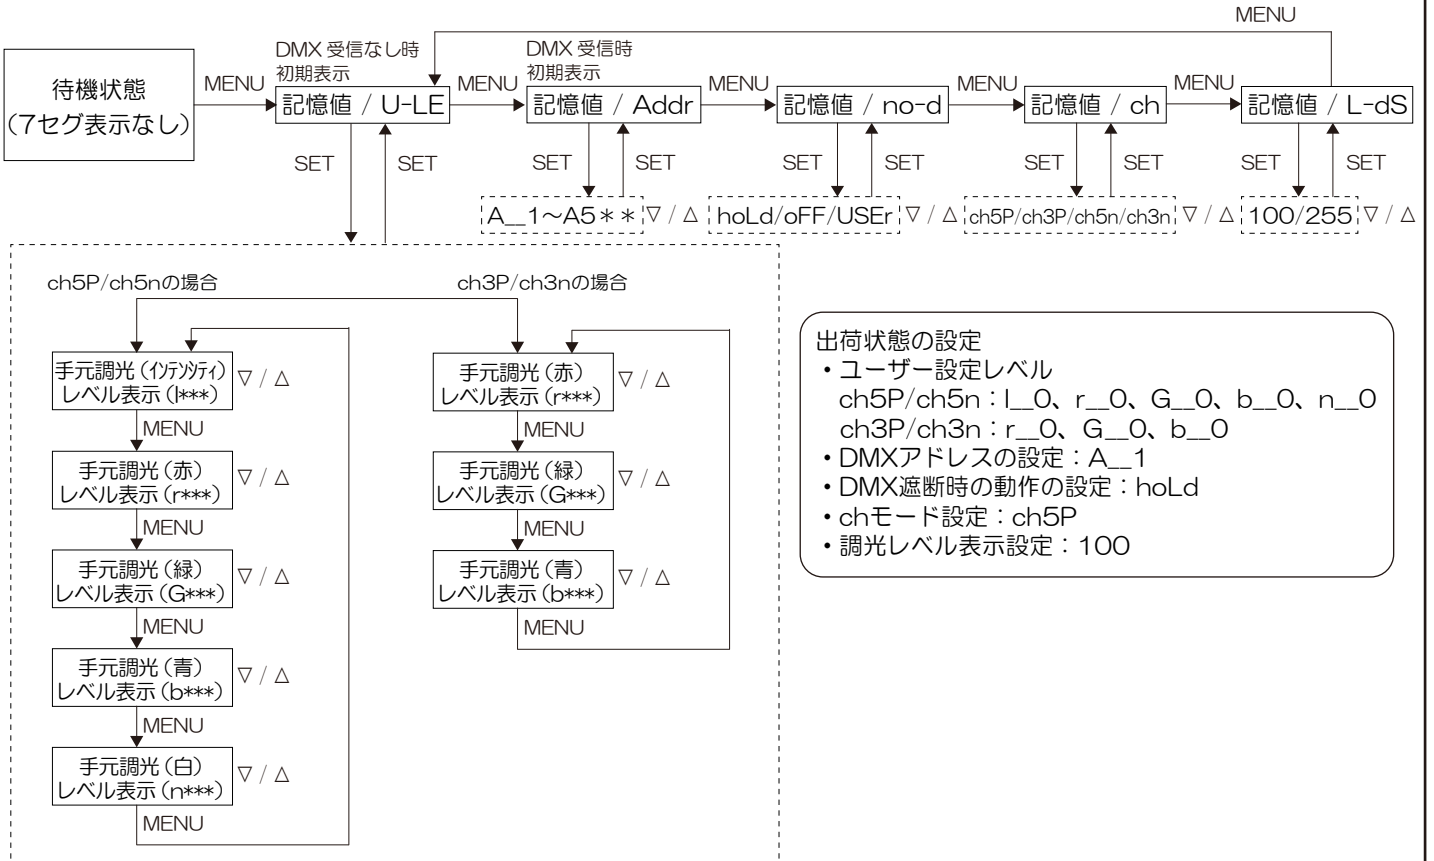 MENU
DMX 受信なし時
初期表示
DMX 受信時
初期表示
待機状態
(7セグ表示なし)
MENU
記憶値 / U-LE
MENU
記憶値 / Addr
MENU
記憶値 / no-d
MENU
記憶値 / ch
MENU
記憶値 / L-dS
SET
SET
SET
SET
SET
SET
SET
SET
SET
SET
A__1～A5＊＊ ▽ / △
hoLd/oFF/USEr ▽ / △
ch5P/ch3P/ch5n/ch3n ▽ / △
100/255 ▽ / △
ch5P/ch5nの場合
手元調光(ｲﾝﾃﾝｼﾃｨ)
レベル表示(I***)
▽ / △
MENU
手元調光(赤)
レベル表示(r***)
▽ / △
MENU
手元調光(緑)
レベル表示(G***)
▽ / △
MENU
手元調光(青)
レベル表示(b***)
▽ / △
MENU
手元調光(白)
レベル表示(n***)
▽ / △
MENU
ch3P/ch3nの場合
手元調光(赤)
レベル表示(r***)
▽ / △
MENU
手元調光(緑)
レベル表示(G***)
▽ / △
MENU
手元調光(青)
レベル表示(b***)
▽ / △
MENU
出荷状態の設定
・ユーザー設定レベル
ch5P/ch5n：I__0、r__0、G__0、b__0、n__0
ch3P/ch3n：r__0、G__0、b__0
・DMXアドレスの設定：A__1
・DMX遮断時の動作の設定：hoLd
・chモード設定：ch5P
・調光レベル表示設定：100